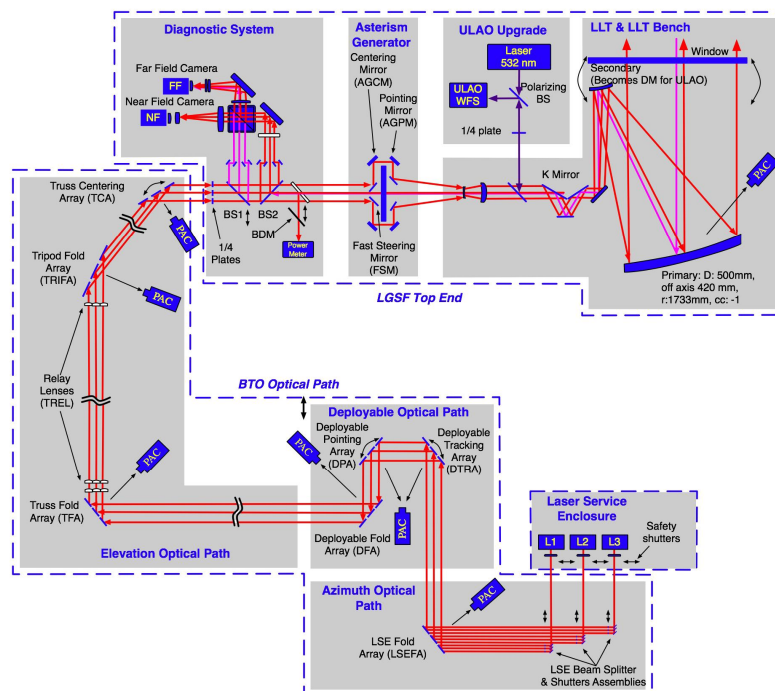 Diagnostic System
Far Field Camera
FF
Near Field Camera
NF
BS1
BS2
BDM
Power
Meter
1/4
Plates
Asterism
Generator
Centering
Mirror
(AGCM)
Pointing
Mirror
(AGPM)
Fast Steering
Mirror
(FSM)
ULAO Upgrade
Laser
532 nm
ULAO
WFS
Polarizing
BS
1/4 plate
K Mirror
LLT & LLT Bench
Window
Secondary
(Becomes DM for ULAO)
PAC
Primary: D: 500mm,
off axis 420 mm,
r:1733mm, cc: -1
LGSF Top End
Truss Centering
Array (TCA)
PAC
Tripod Fold
Array (TRIFA)
PAC
Relay
Lenses
(TREL)
PAC
Truss Fold
Array (TFA)
Elevation Optical Path
BTO Optical Path
Deployable Optical Path
Deployable
Pointing
Array (DPA)
Deployable
Tracking
Array
(DTRA)
PAC
PAC
Deployable Fold
Array (DFA)
Laser Service
Enclosure
L1
L2
L3
Safety
shutters
Azimuth Optical
Path
PAC
LSE Fold
Array (LSEFA)
LSE Beam Splitter
& Shutters Assemblies